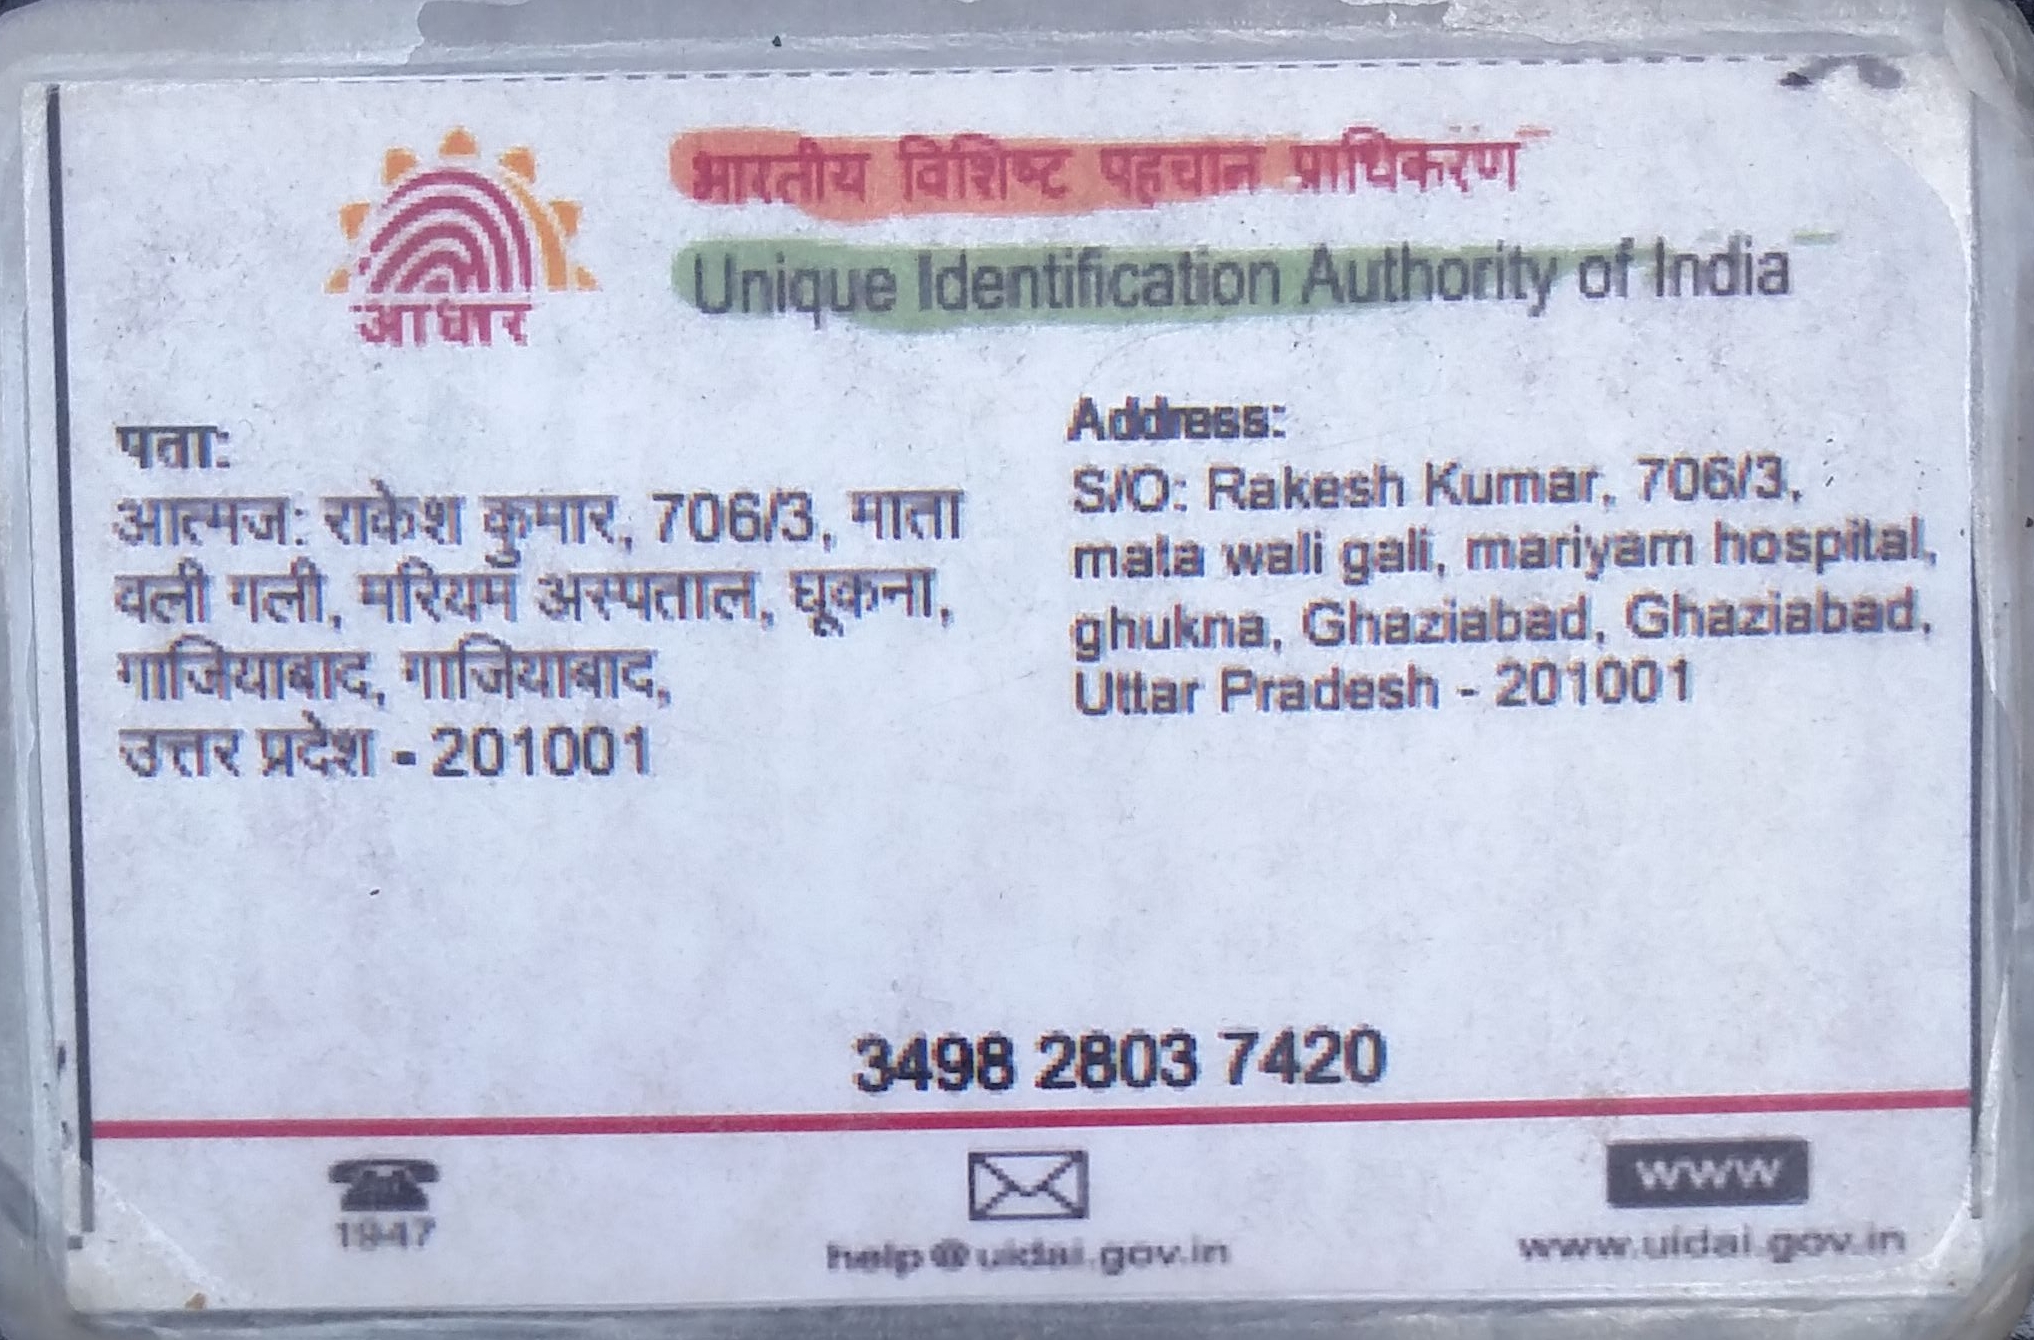 भारतीय विशिष्ट पहचान प्राधिकरण
Unique Identification Authority of India
आधार
पता:
आत्मज: राकेश कुमार, 706/3, माता
वली गली, मरियम अस्पताल, घूकना,
गाजियाबाद, गाजियाबाद,
उत्तर प्रदेश - 201001
Address:
S/O: Rakesh Kumar, 706/3,
mata wali gali, mariyam hospital,
ghukna, Ghaziabad, Ghaziabad,
Uttar Pradesh - 201001
3498 2803 7420
1947
help@uidai.gov.in
www
www.uidai.gov.in